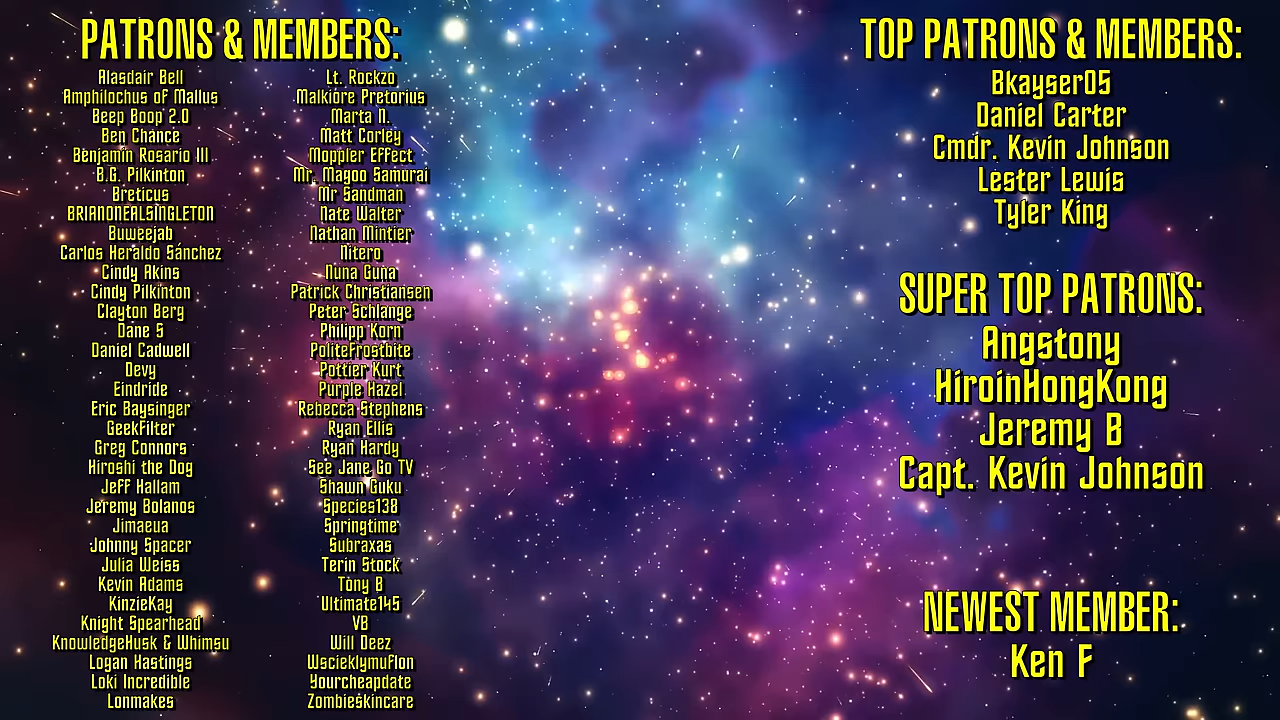 PATRONS & MEMBERS:
Alasdair Bell
Amphilochus of Mallus
Beep Boop 2.0
Ben Chance
Benjamin Rosario III
B.G. Pilkinton
Breticus
BRIANONEALSINGLETON
Buweejab
Carlos Heraldo Sánchez
Cindy Akins
Cindy Pilkinton
Clayton Berg
Dane S
Daniel Cadwell
Devy
Eindride
Eric Baysinger
GeekFilter
Greg Connors
Hiroshi the Dog
Jeff Hallam
Jeremy Bolanos
Jimaeua
Johnny Spacer
Julia Weiss
Kevin Adams
KinzieKay
Knight Spearhead
KnowledgeHusk & Whimsu
Logan Hastings
Loki Incredible
Lonmakes
Lt. Rockzo
Malkiore Pretorius
Marta N.
Matt Corley
Moppler Effect
Mr. Magoo Samurai
Mr Sandman
Nate Walter
Nathan Mintier
Nitero
Nuna Guna
Patrick Christiansen
Peter Schlange
Philipp Korn
PoliteFrostbite
Pottier Kurt
Purple Hazel
Rebecca Stephens
Ryan Ellis
Ryan Hardy
See Jane Go TV
Shawn Guku
Species138
Springtime
Subraxas
Terin Stock
Tony B
Ultimate145
VB
Will Deez
Wscieklymuflon
Yourcheapdate
Zombieskincare
TOP PATRONS & MEMBERS:
Bkayser05
Daniel Carter
Cmdr. Kevin Johnson
Lester Lewis
Tyler King
SUPER TOP PATRONS:
Angstony
HiroinHongKong
Jeremy B
Capt. Kevin Johnson
NEWEST MEMBER:
Ken F